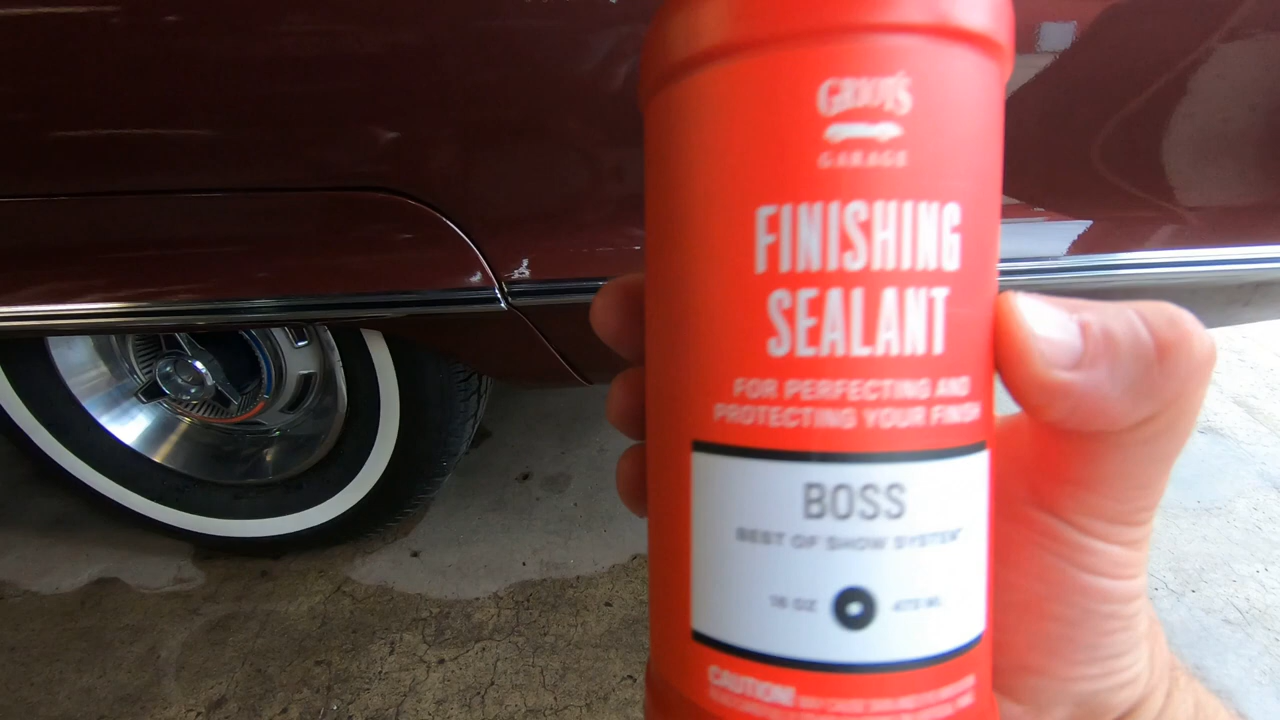 GRIOT'S
GARAGE
FINISHING
SEALANT
FOR PERFECTING AND
PROTECTING YOUR FINISH
BOSS
BEST OF SHOW SYSTEM
16 OZ 473 ML
CAUTION!